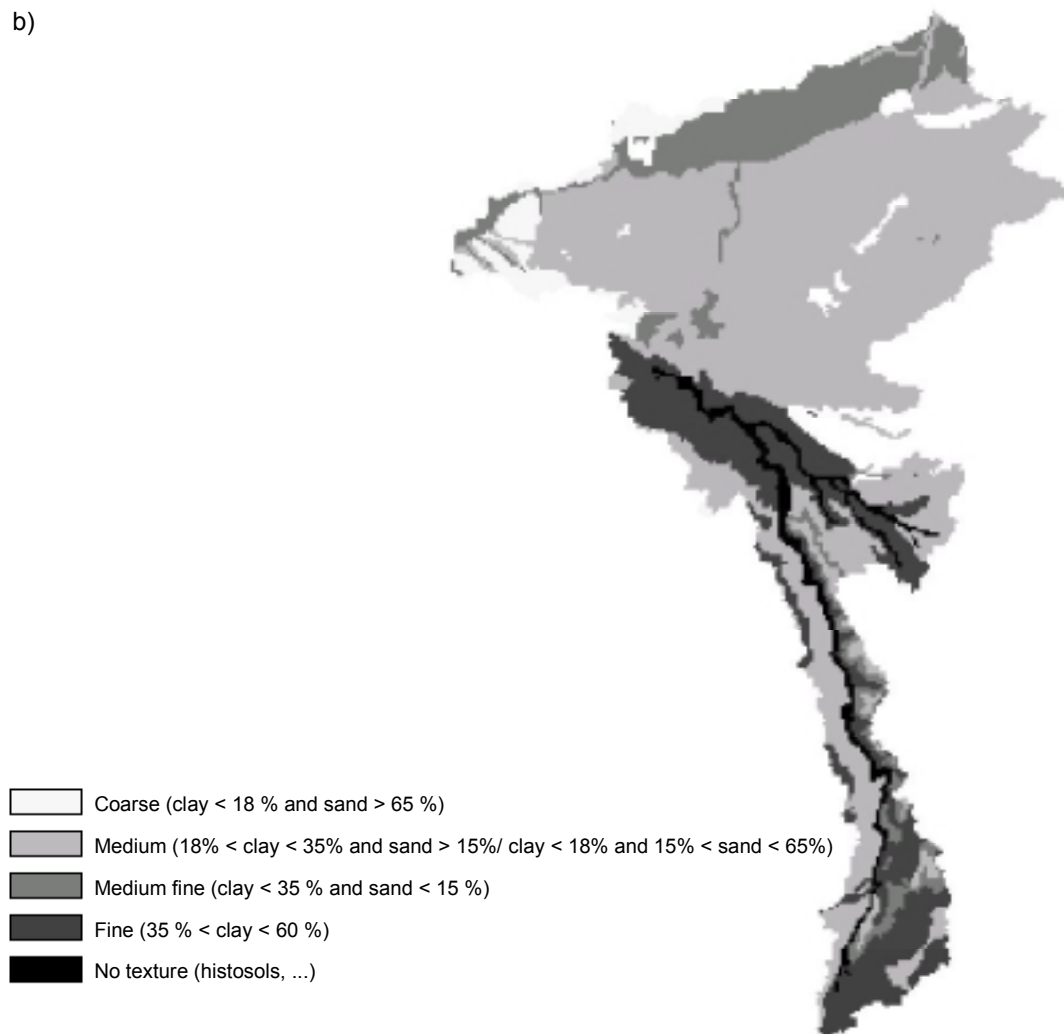 b)
Coarse (clay < 18 % and sand > 65 %)
Medium (18% < clay < 35% and sand > 15%/ clay < 18% and 15% < sand < 65%)
Medium fine (clay < 35 % and sand < 15 %)
Fine (35 % < clay < 60 %)
No texture (histosols, ...)